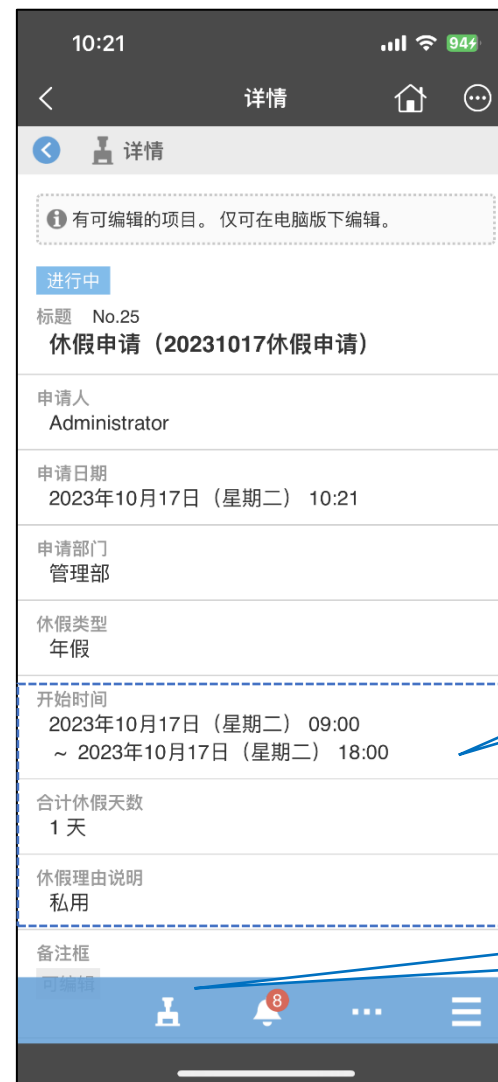 10:21
94
详情
详情
有可编辑的项目。 仅可在电脑版下编辑。
进行中
标题 No.25
休假申请（20231017休假申请）
申请人
Administrator
申请日期
2023年10月17日（星期二） 10:21
申请部门
管理部
休假类型
年假
开始时间
2023年10月17日（星期二） 09:00
~ 2023年10月17日（星期二） 18:00
合计休假天数
1 天
休假理由说明
私用
备注框
可编辑
8